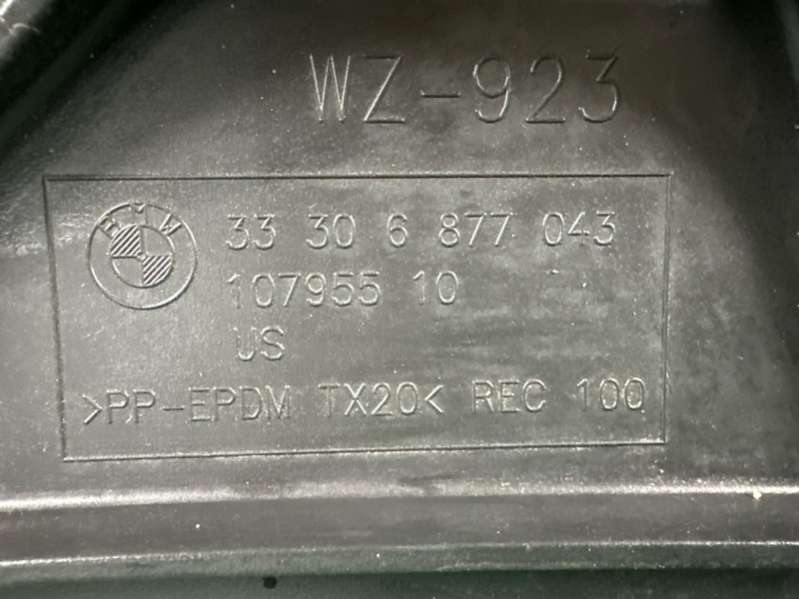 WZ-923
BMW
33 30 6 877 043
107955 10
US
>PP-EPDM TX20< REC 100